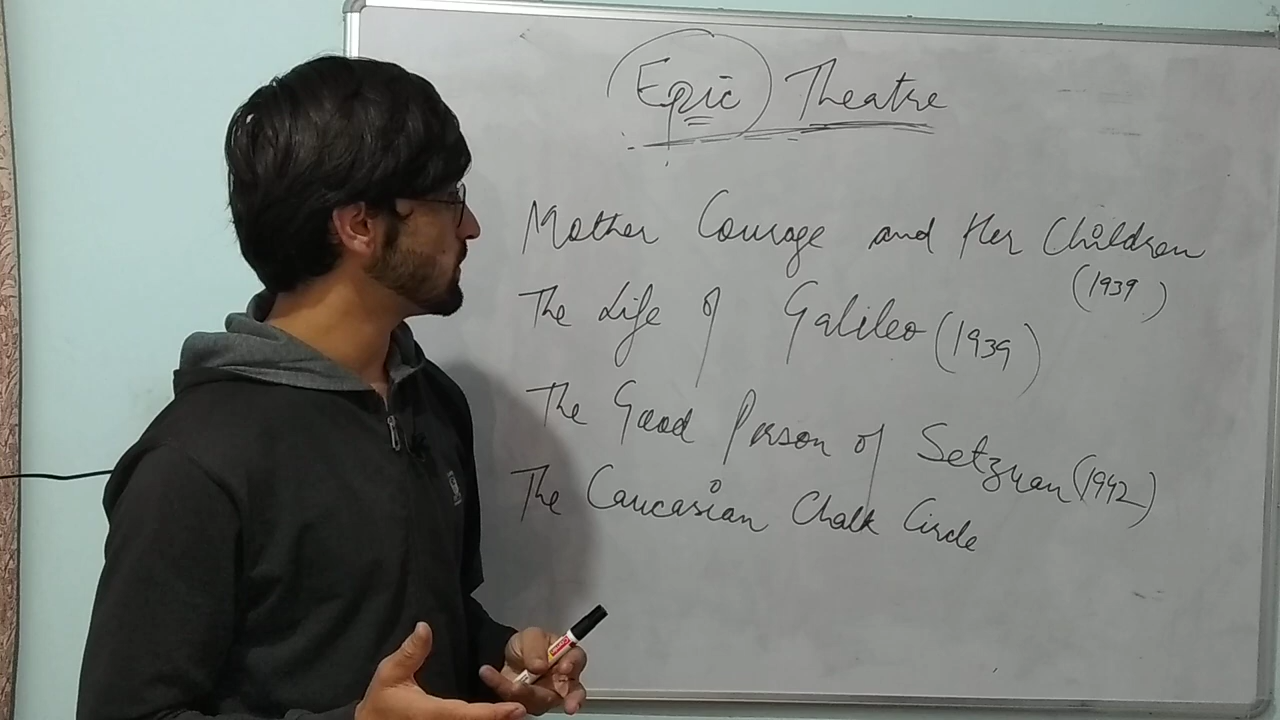 Epic Theatre
Mother Courage and Her Children
(1939)
The Life of Galileo (1939)
The Good Person of Setzuan (1942)
The Caucasian Chalk Circle